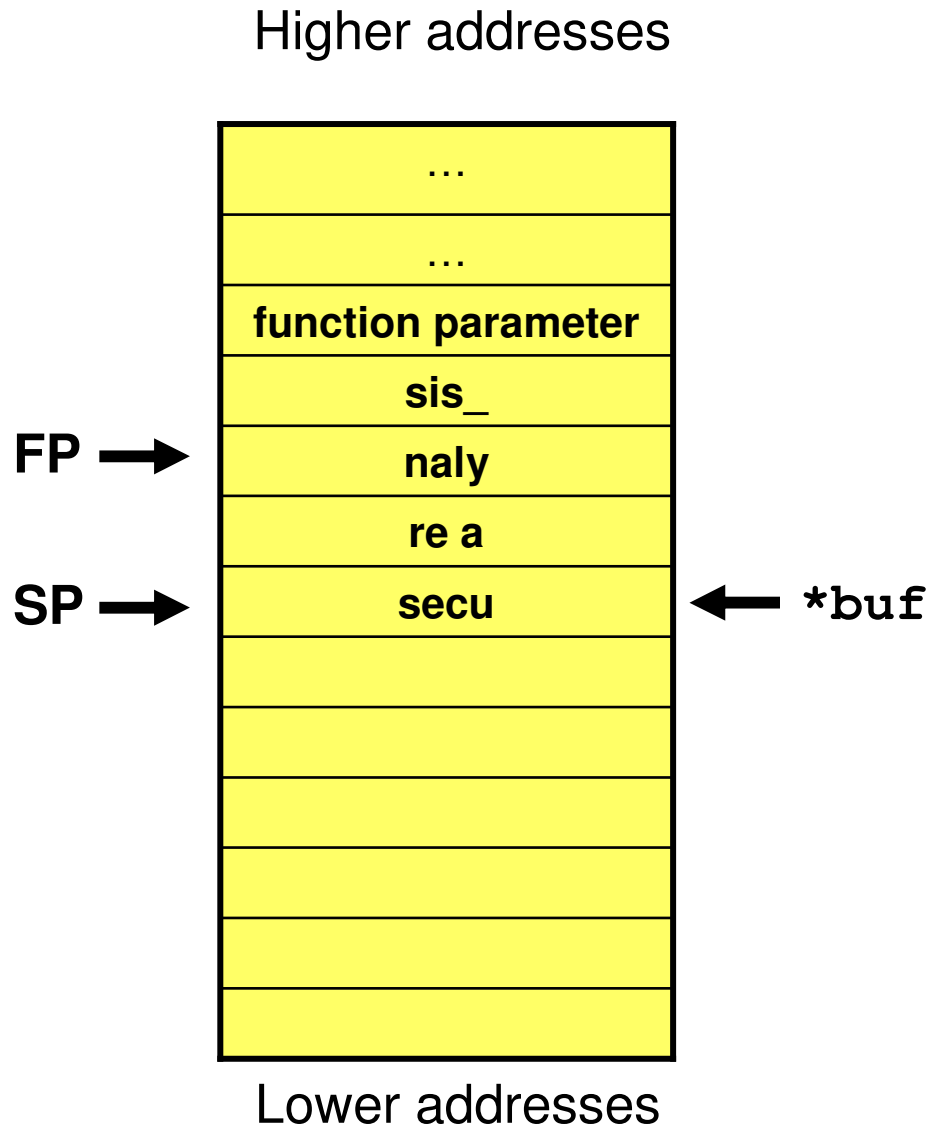 Higher addresses
...
...
function parameter
sis_
FP
naly
re a
SP
secu
*buf
Lower addresses